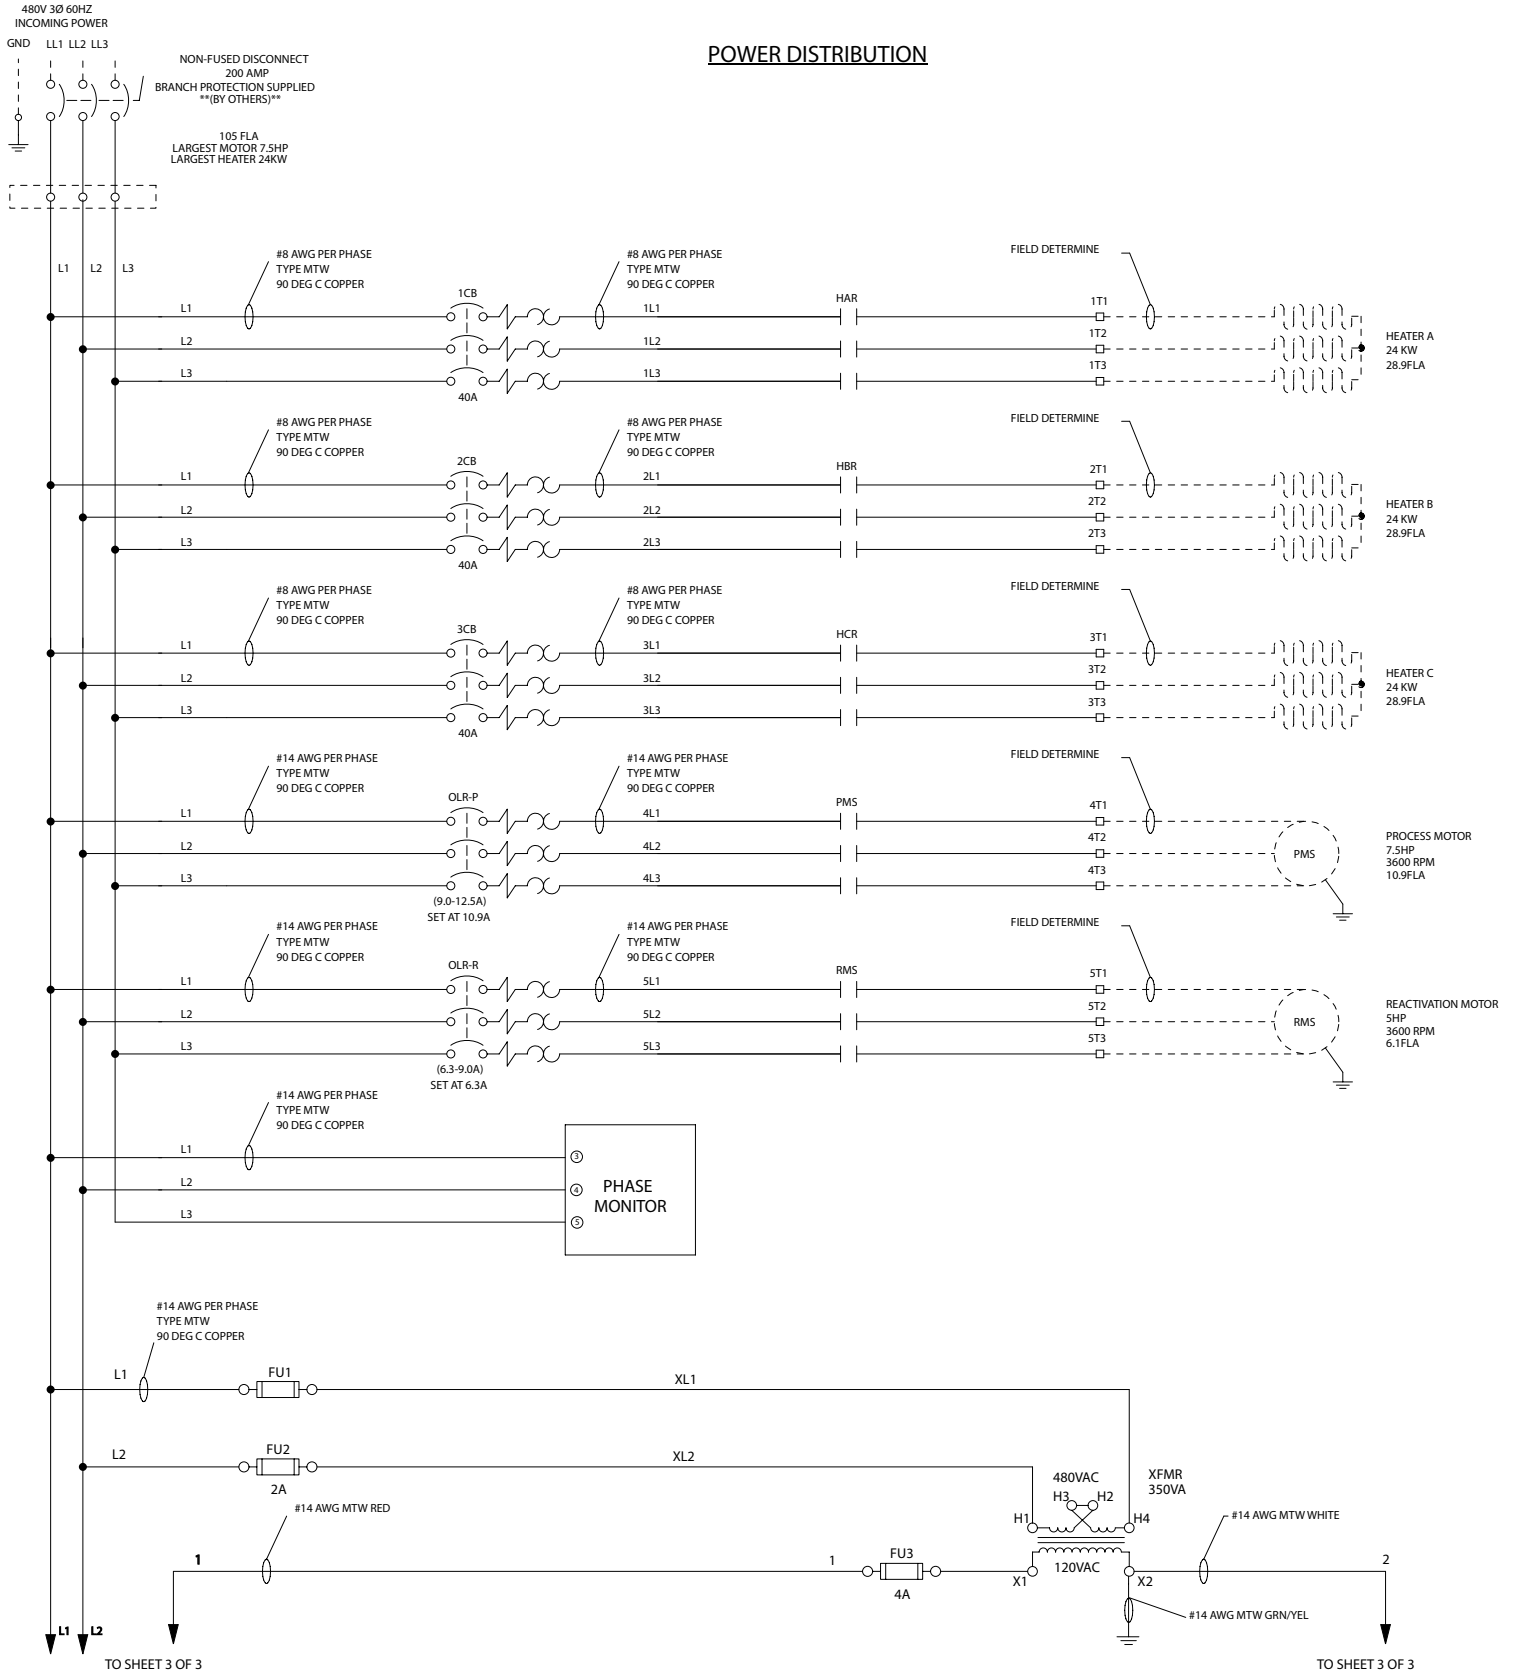 480V 3Ø 60HZ
INCOMING POWER
GND LL1 LL2 LL3
NON-FUSED DISCONNECT
200 AMP
BRANCH PROTECTION SUPPLIED
**(BY OTHERS)**
POWER DISTRIBUTION
105 FLA
LARGEST MOTOR 7.5HP
LARGEST HEATER 24KW
L1 L2 L3
#8 AWG PER PHASE
TYPE MTW
90 DEG C COPPER
#8 AWG PER PHASE
TYPE MTW
90 DEG C COPPER
FIELD DETERMINE
L1 1CB 1L1 HAR 1T1
L2 1L2 1T2
L3 1L3 1T3
40A
HEATER A
24 KW
28.9FLA
#8 AWG PER PHASE
TYPE MTW
90 DEG C COPPER
#8 AWG PER PHASE
TYPE MTW
90 DEG C COPPER
FIELD DETERMINE
L1 2CB 2L1 HBR 2T1
L2 2L2 2T2
L3 2L3 2T3
40A
HEATER B
24 KW
28.9FLA
#8 AWG PER PHASE
TYPE MTW
90 DEG C COPPER
#8 AWG PER PHASE
TYPE MTW
90 DEG C COPPER
FIELD DETERMINE
L1 3CB 3L1 HCR 3T1
L2 3L2 3T2
L3 3L3 3T3
40A
HEATER C
24 KW
28.9FLA
#14 AWG PER PHASE
TYPE MTW
90 DEG C COPPER
#14 AWG PER PHASE
TYPE MTW
90 DEG C COPPER
FIELD DETERMINE
L1 OLR-P 4L1 PMS 4T1
L2 4L2 4T2
L3 4L3 4T3
(9.0-12.5A)
SET AT 10.9A
PMS
PROCESS MOTOR
7.5HP
3600 RPM
10.9FLA
#14 AWG PER PHASE
TYPE MTW
90 DEG C COPPER
#14 AWG PER PHASE
TYPE MTW
90 DEG C COPPER
FIELD DETERMINE
L1 OLR-R 5L1 RMS 5T1
L2 5L2 5T2
L3 5L3 5T3
(6.3-9.0A)
SET AT 6.3A
RMS
REACTIVATION MOTOR
5HP
3600 RPM
6.1FLA
#14 AWG PER PHASE
TYPE MTW
90 DEG C COPPER
L1 3
L2 4
L3 5
PHASE
MONITOR
#14 AWG PER PHASE
TYPE MTW
90 DEG C COPPER
L1 FU1 XL1
L2 FU2 XL2
2A
480VAC
H3 H2
H1 H4
XFMR
350VA
#14 AWG MTW RED
#14 AWG MTW WHITE
1 1 FU3 120VAC 2
4A X1 X2
#14 AWG MTW GRN/YEL
L1 L2
TO SHEET 3 OF 3
TO SHEET 3 OF 3